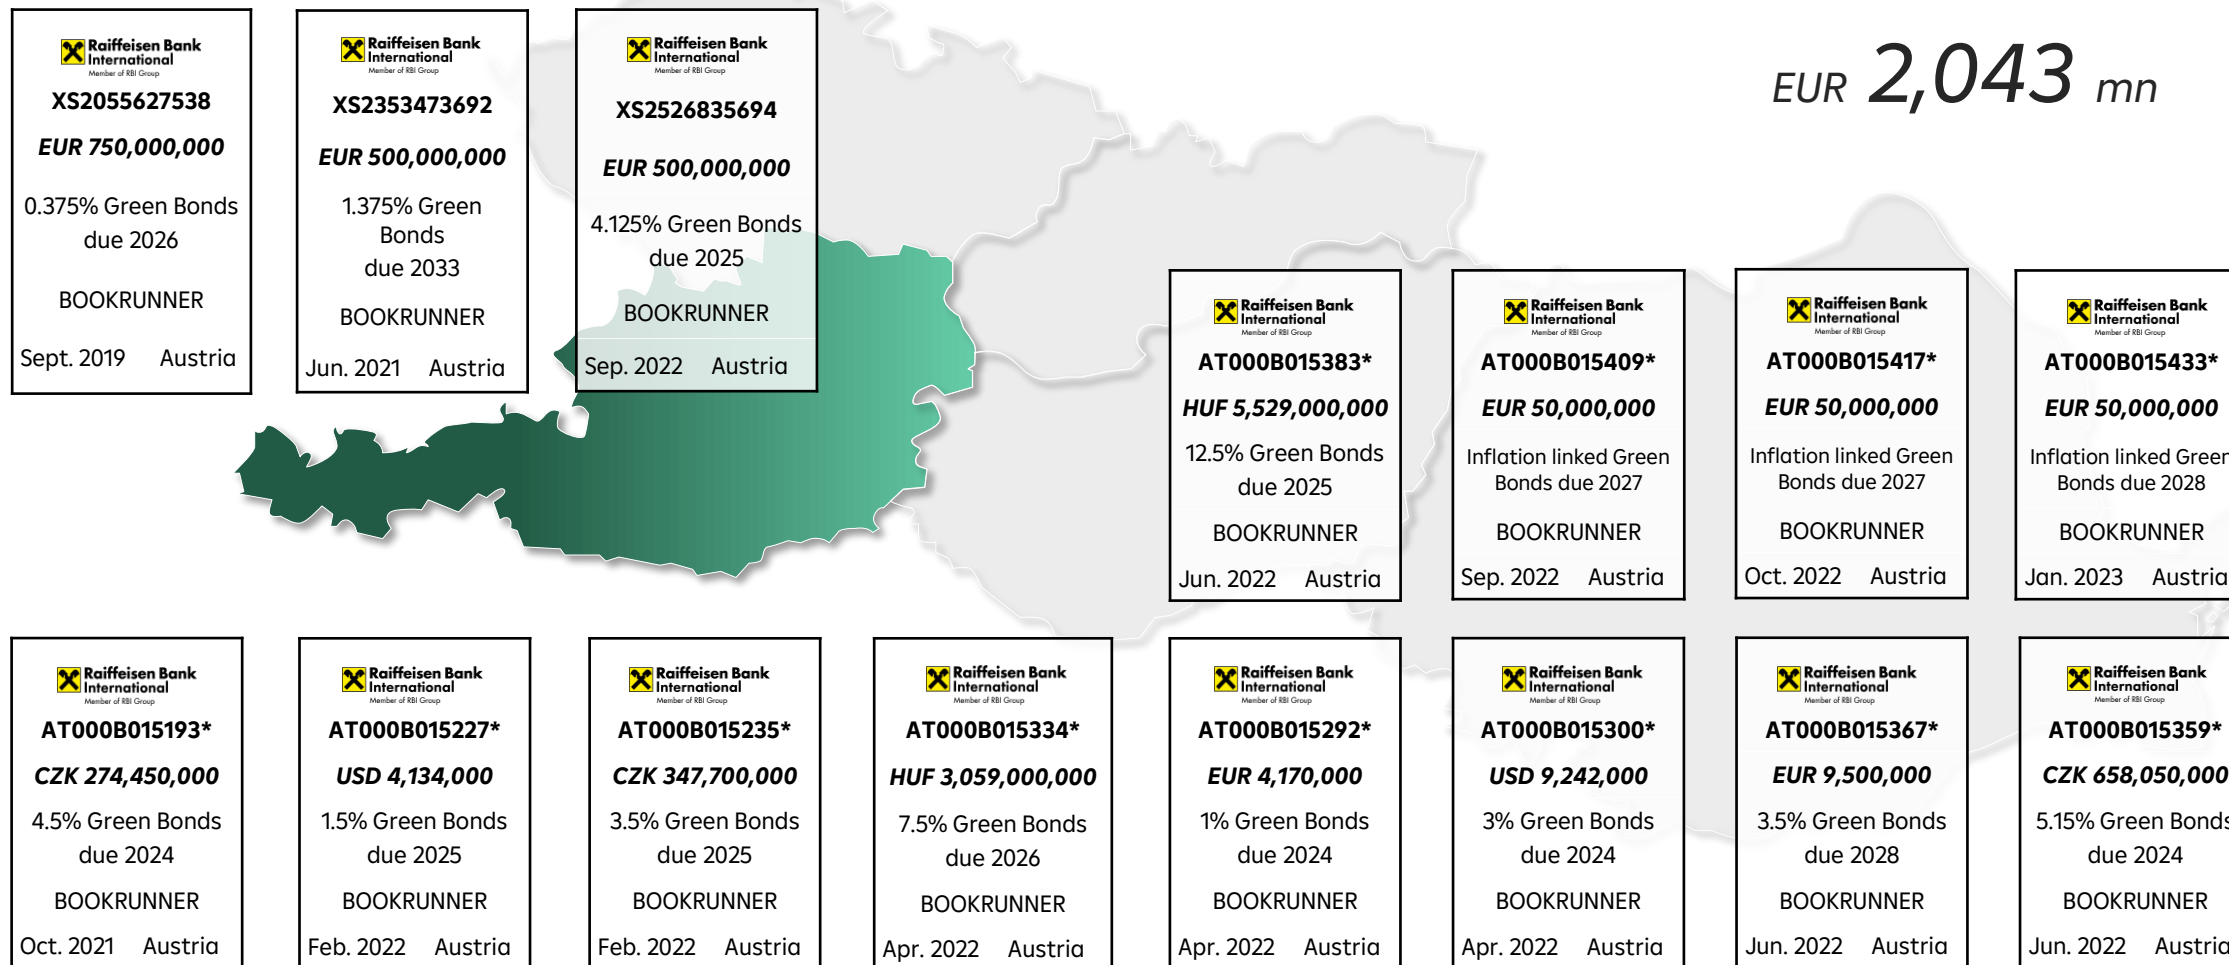 Raiffeisen Bank
International
Member of RBI Group
XS2055627538
EUR 750,000,000
0.375% Green Bonds
due 2026
BOOKRUNNER
Sept. 2019 Austria
Raiffeisen Bank
International
Member of RBI Group
XS2353473692
EUR 500,000,000
1.375% Green
Bonds
due 2033
BOOKRUNNER
Jun. 2021 Austria
Raiffeisen Bank
International
Member of RBI Group
XS2526835694
EUR 500,000,000
4.125% Green Bonds
due 2025
BOOKRUNNER
Sep. 2022 Austria
EUR 2,043 mn
Raiffeisen Bank
International
Member of RBI Group
AT000B015383*
HUF 5,529,000,000
12.5% Green Bonds
due 2025
BOOKRUNNER
Jun. 2022 Austria
Raiffeisen Bank
International
Member of RBI Group
AT000B015409*
EUR 50,000,000
Inflation linked Green
Bonds due 2027
BOOKRUNNER
Sep. 2022 Austria
Raiffeisen Bank
International
Member of RBI Group
AT000B015417*
EUR 50,000,000
Inflation linked Green
Bonds due 2027
BOOKRUNNER
Oct. 2022 Austria
Raiffeisen Bank
International
Member of RBI Group
AT000B015433*
EUR 50,000,000
Inflation linked Green
Bonds due 2028
BOOKRUNNER
Jan. 2023 Austria
Raiffeisen Bank
International
Member of RBI Group
AT000B015193*
CZK 274,450,000
4.5% Green Bonds
due 2024
BOOKRUNNER
Oct. 2021 Austria
Raiffeisen Bank
International
Member of RBI Group
AT000B015227*
USD 4,134,000
1.5% Green Bonds
due 2025
BOOKRUNNER
Feb. 2022 Austria
Raiffeisen Bank
International
Member of RBI Group
AT000B015235*
CZK 347,700,000
3.5% Green Bonds
due 2025
BOOKRUNNER
Feb. 2022 Austria
Raiffeisen Bank
International
Member of RBI Group
AT000B015334*
HUF 3,059,000,000
7.5% Green Bonds
due 2026
BOOKRUNNER
Apr. 2022 Austria
Raiffeisen Bank
International
Member of RBI Group
AT000B015292*
EUR 4,170,000
1% Green Bonds
due 2024
BOOKRUNNER
Apr. 2022 Austria
Raiffeisen Bank
International
Member of RBI Group
AT000B015300*
USD 9,242,000
3% Green Bonds
due 2024
BOOKRUNNER
Apr. 2022 Austria
Raiffeisen Bank
International
Member of RBI Group
AT000B015367*
EUR 9,500,000
3.5% Green Bonds
due 2028
BOOKRUNNER
Jun. 2022 Austria
Raiffeisen Bank
International
Member of RBI Group
AT000B015359*
CZK 658,050,000
5.15% Green Bonds
due 2024
BOOKRUNNER
Jun. 2022 Austria